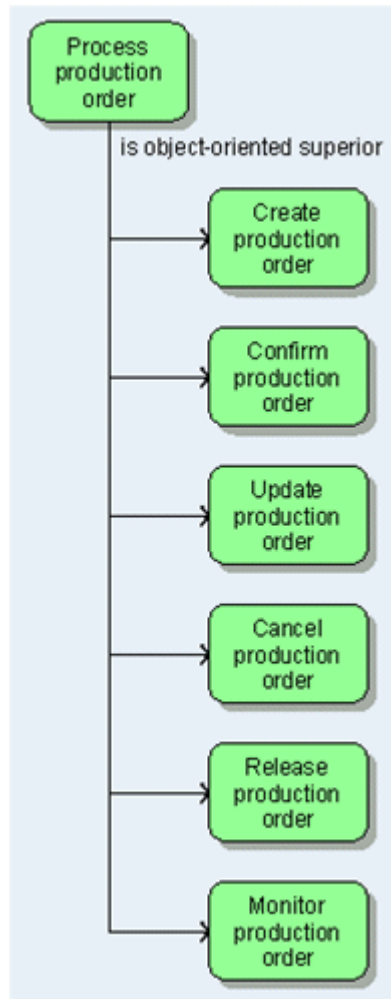 Process
production
order
is object-oriented superior
Create
production
order
Confirm
production
order
Update
production
order
Cancel
production
order
Release
production
order
Monitor
production
order